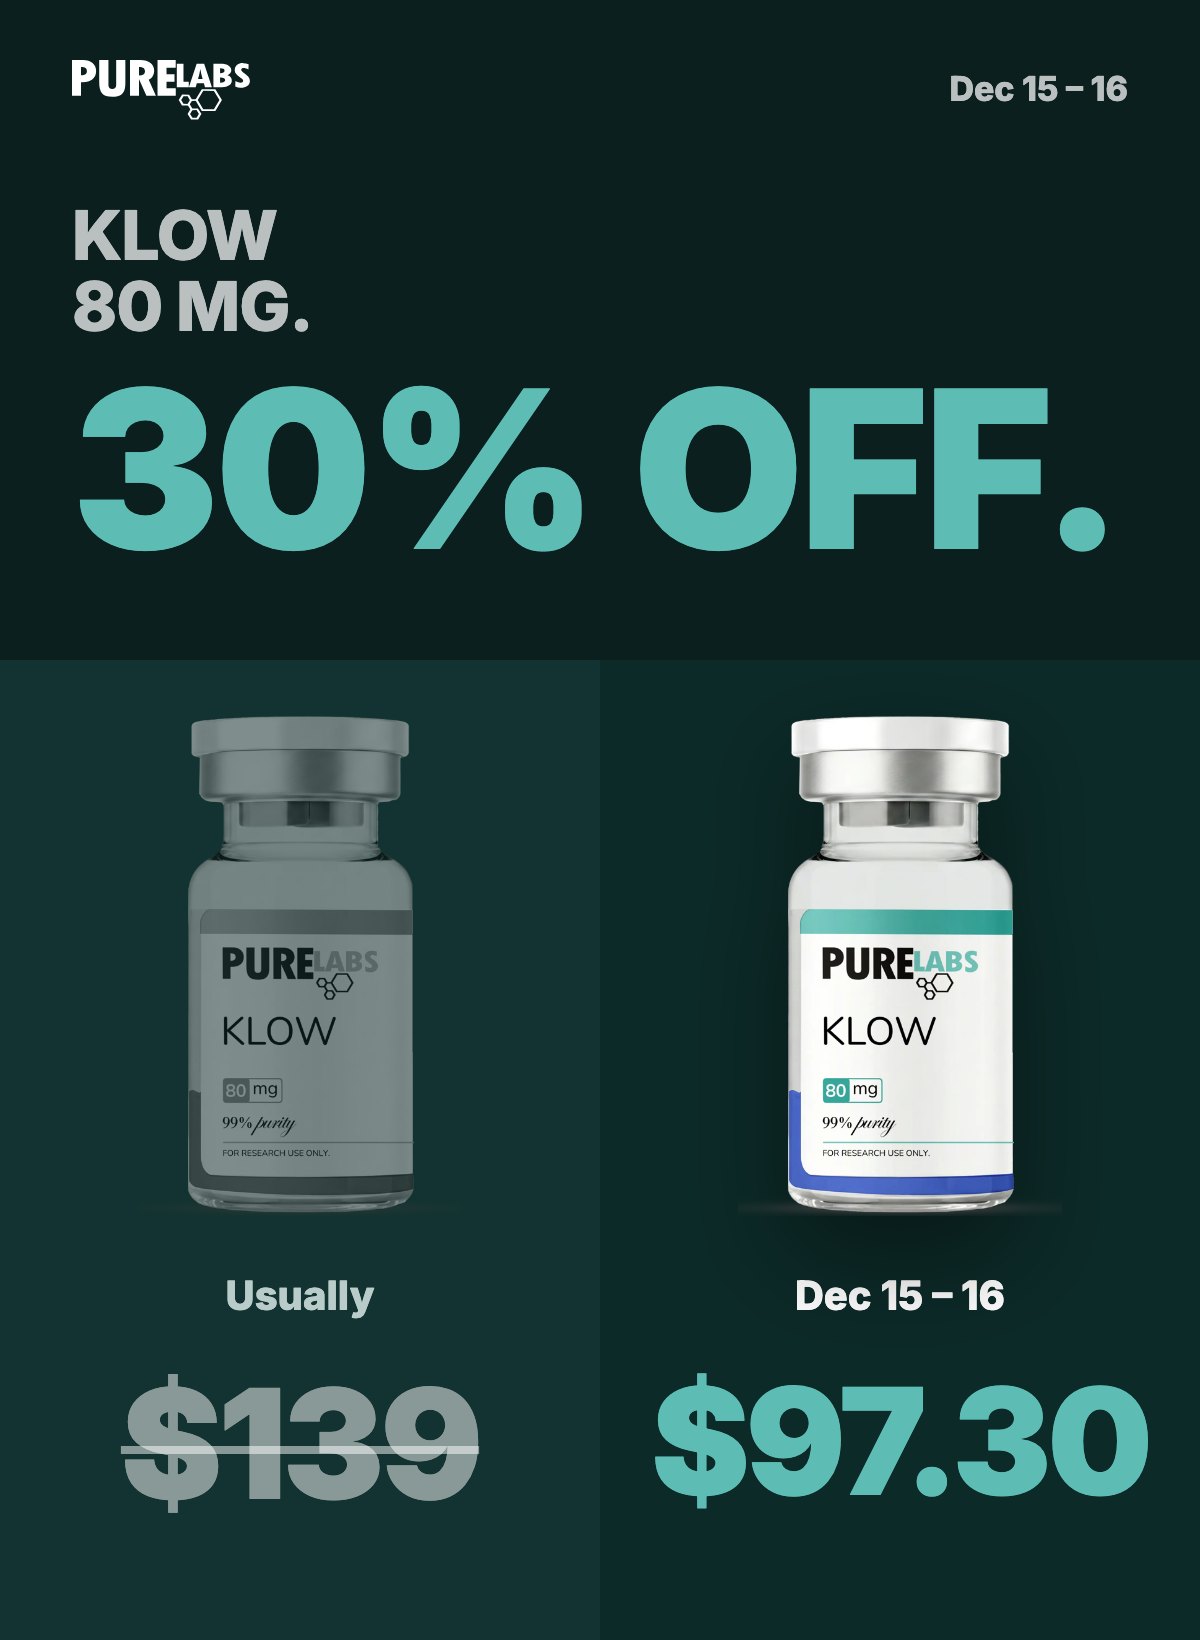 PURELABS
Dec 15 – 16
KLOW
80 MG.
30% OFF.
PURELABS
KLOW
80 mg
99% purity
FOR RESEARCH USE ONLY.
Usually
$139
PURELABS
KLOW
80 mg
99% purity
FOR RESEARCH USE ONLY.
Dec 15 – 16
$97.30